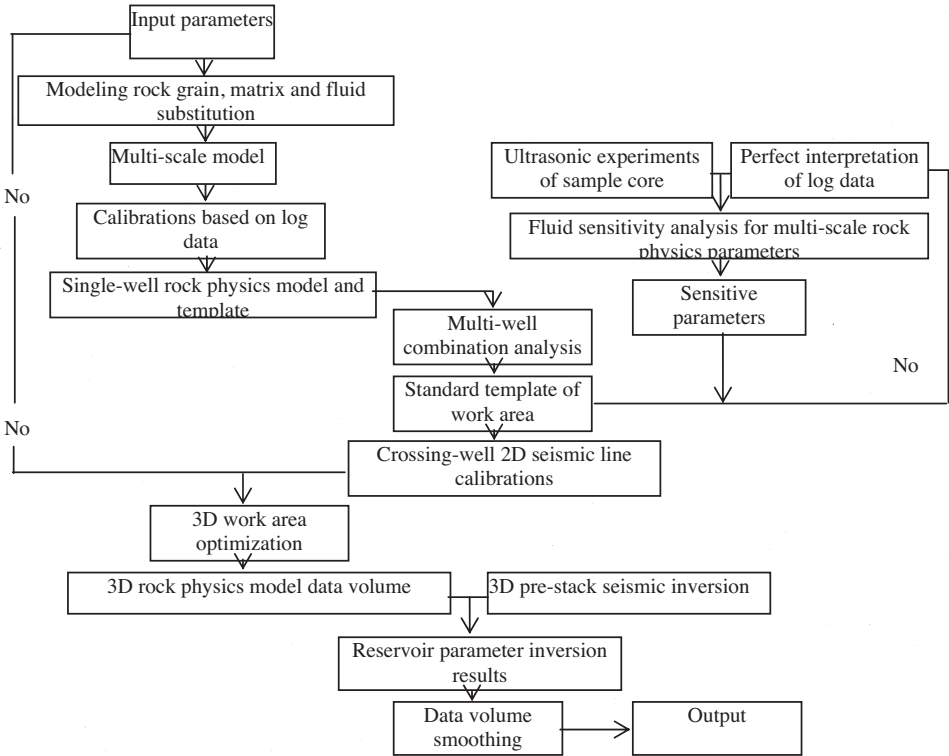 Input parameters
Modeling rock grain, matrix and fluid
substitution
Multi-scale model
Ultrasonic experiments
of sample core
Perfect interpretation
of log data
No
Calibrations based on log
data
Fluid sensitivity analysis for multi-scale rock
physics parameters
Single-well rock physics model and
template
Sensitive
parameters
Multi-well
combination analysis
No
Standard template of
work area
No
Crossing-well 2D seismic line
calibrations
3D work area
optimization
3D rock physics model data volume
3D pre-stack seismic inversion
Reservoir parameter inversion
results
Data volume
smoothing
Output